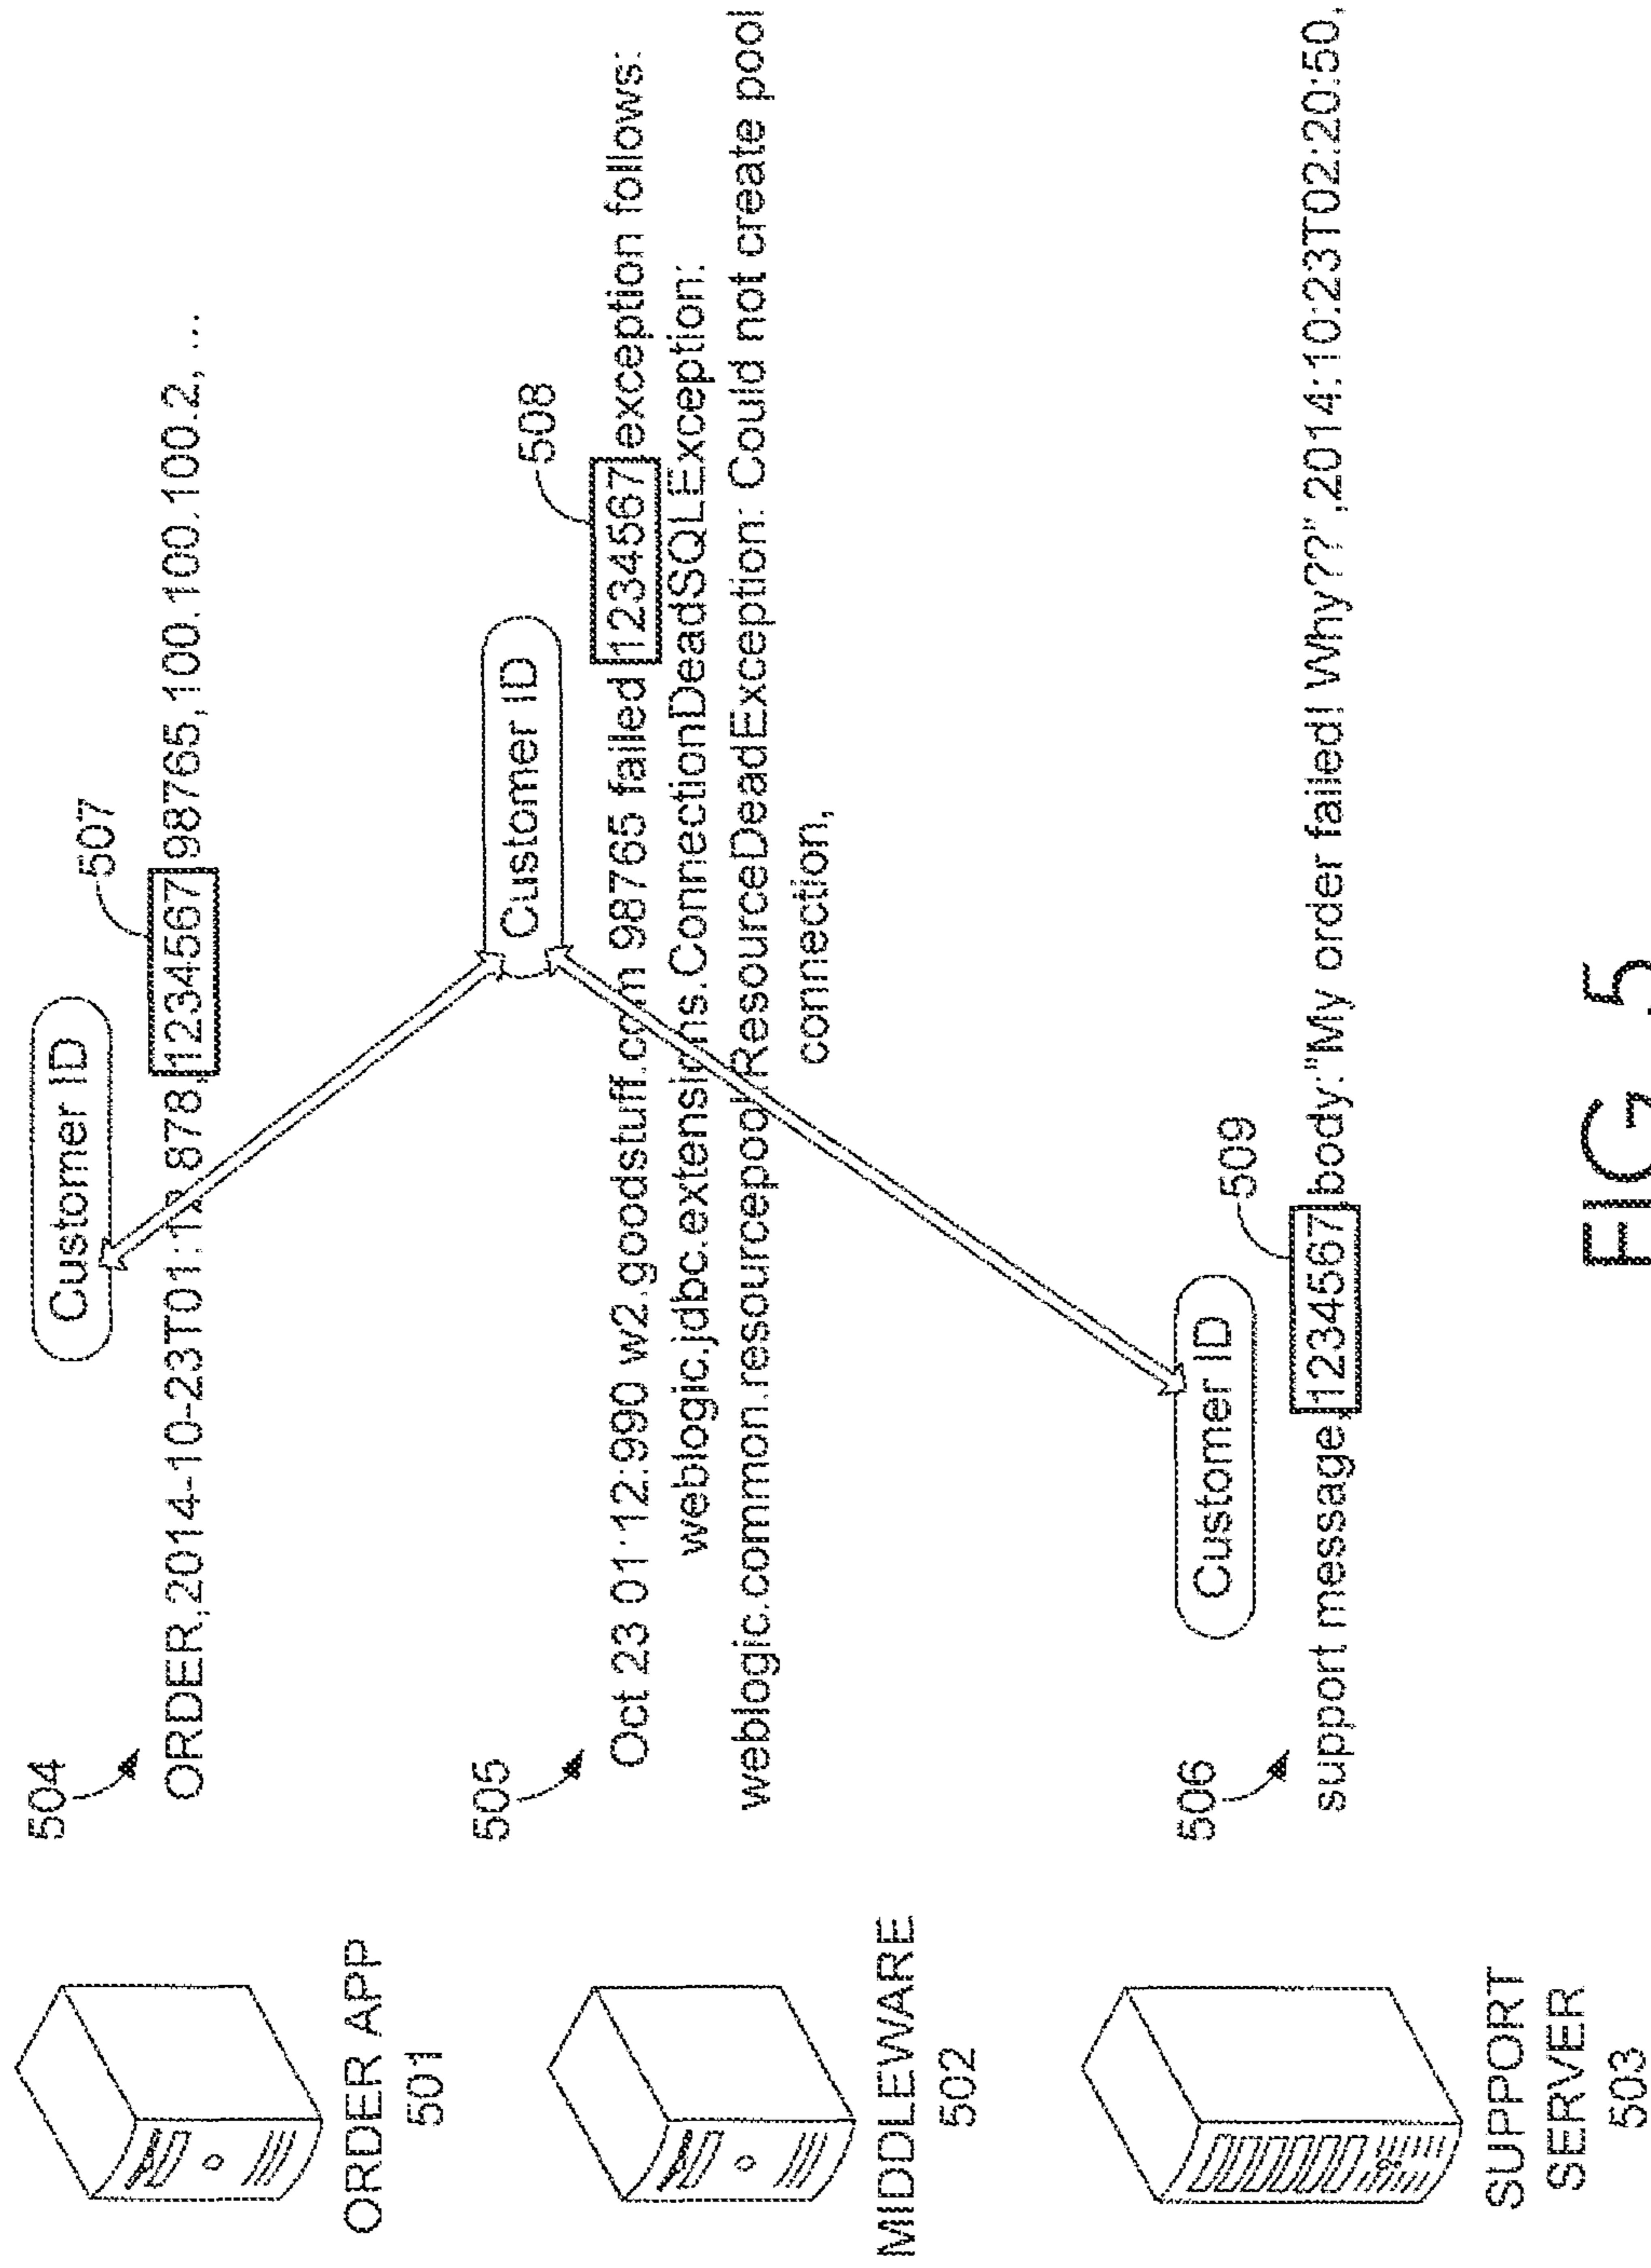 ORDER APP
501
504
Customer ID
507
ORDER,2014-10-23T01:12.878,1234567,98765,100.100.100.2, ...
MIDDLEWARE
502
505
Customer ID
508
Oct 23 01:12:990 w2.goodstuff.com 98765 failed 1234567 exception follows:
weblogic.jdbc.extensions.ConnectionDeadSQLException:
weblogic.common.resourcepool.ResourceDeadException: Could not create pool
connection,
SUPPORT
SERVER
503
506
Customer ID
509
support message,1234567,body:"My order failed! Why??",2014:10:23T02:20:50,
FIG. 5